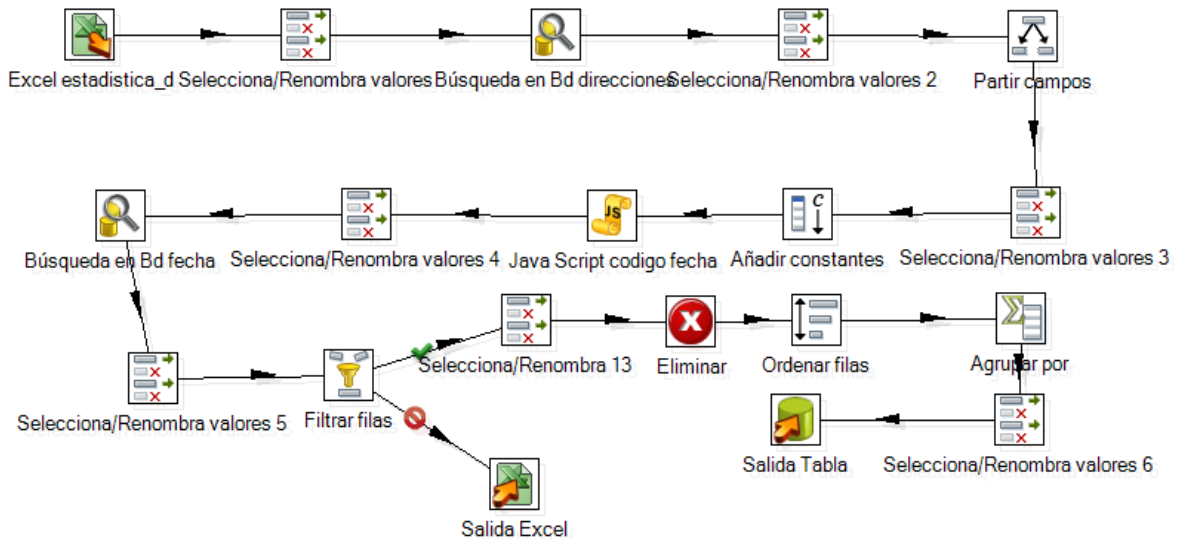 Excel estadistica_d
Selecciona/Renombra valores
Búsqueda en Bd direcciones
Selecciona/Renombra valores 2
Partir campos
C
JS
Búsqueda en Bd fecha
Selecciona/Renombra valores 4
Java Script codigo fecha
Añadir constantes
Selecciona/Renombra valores 3
Selecciona/Renombra 13
Eliminar
Ordenar filas
Agrupar por
Selecciona/Renombra valores 5
Filtrar filas
Salida Tabla
Selecciona/Renombra valores 6
Salida Excel